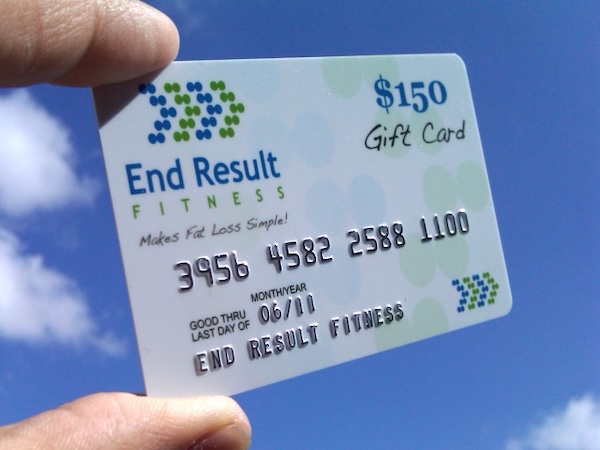 $150
Gift Card
End Result
FITNESS
Makes Fat Loss Simple!
3956 4582 2588 1100
MONTH/YEAR
GOOD THRU
LAST DAY OF 06/11
END RESULT FITNESS